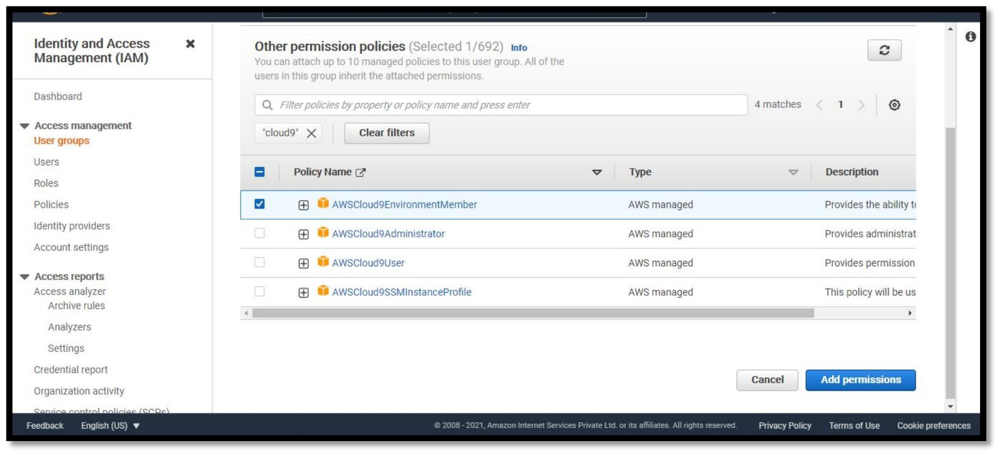 Identity and Access
Management (IAM)
Dashboard
Access management
User groups
Users
Roles
Policies
Identity providers
Account settings
Access reports
Access analyzer
Archive rules
Analyzers
Settings
Credential report
Organization activity
Service control policies (SCPs)
Other permission policies (Selected 1/692) Info
You can attach up to 10 managed policies to this user group. All of the
users in this group inherit the attached permissions.
Filter policies by property or policy name and press enter
4 matches
1
"cloud9"
Clear filters
Policy Name Type Description
AWSCloud9EnvironmentMember AWS managed Provides the ability to
AWSCloud9Administrator AWS managed Provides administrat
AWSCloud9User AWS managed Provides permission
AWSCloud9SSMInstanceProfile AWS managed This policy will be us
Cancel Add permissions
Feedback English (US) © 2008 - 2021, Amazon Internet Services Private Ltd. or its affiliates. All rights reserved. Privacy Policy Terms of Use Cookie preferences